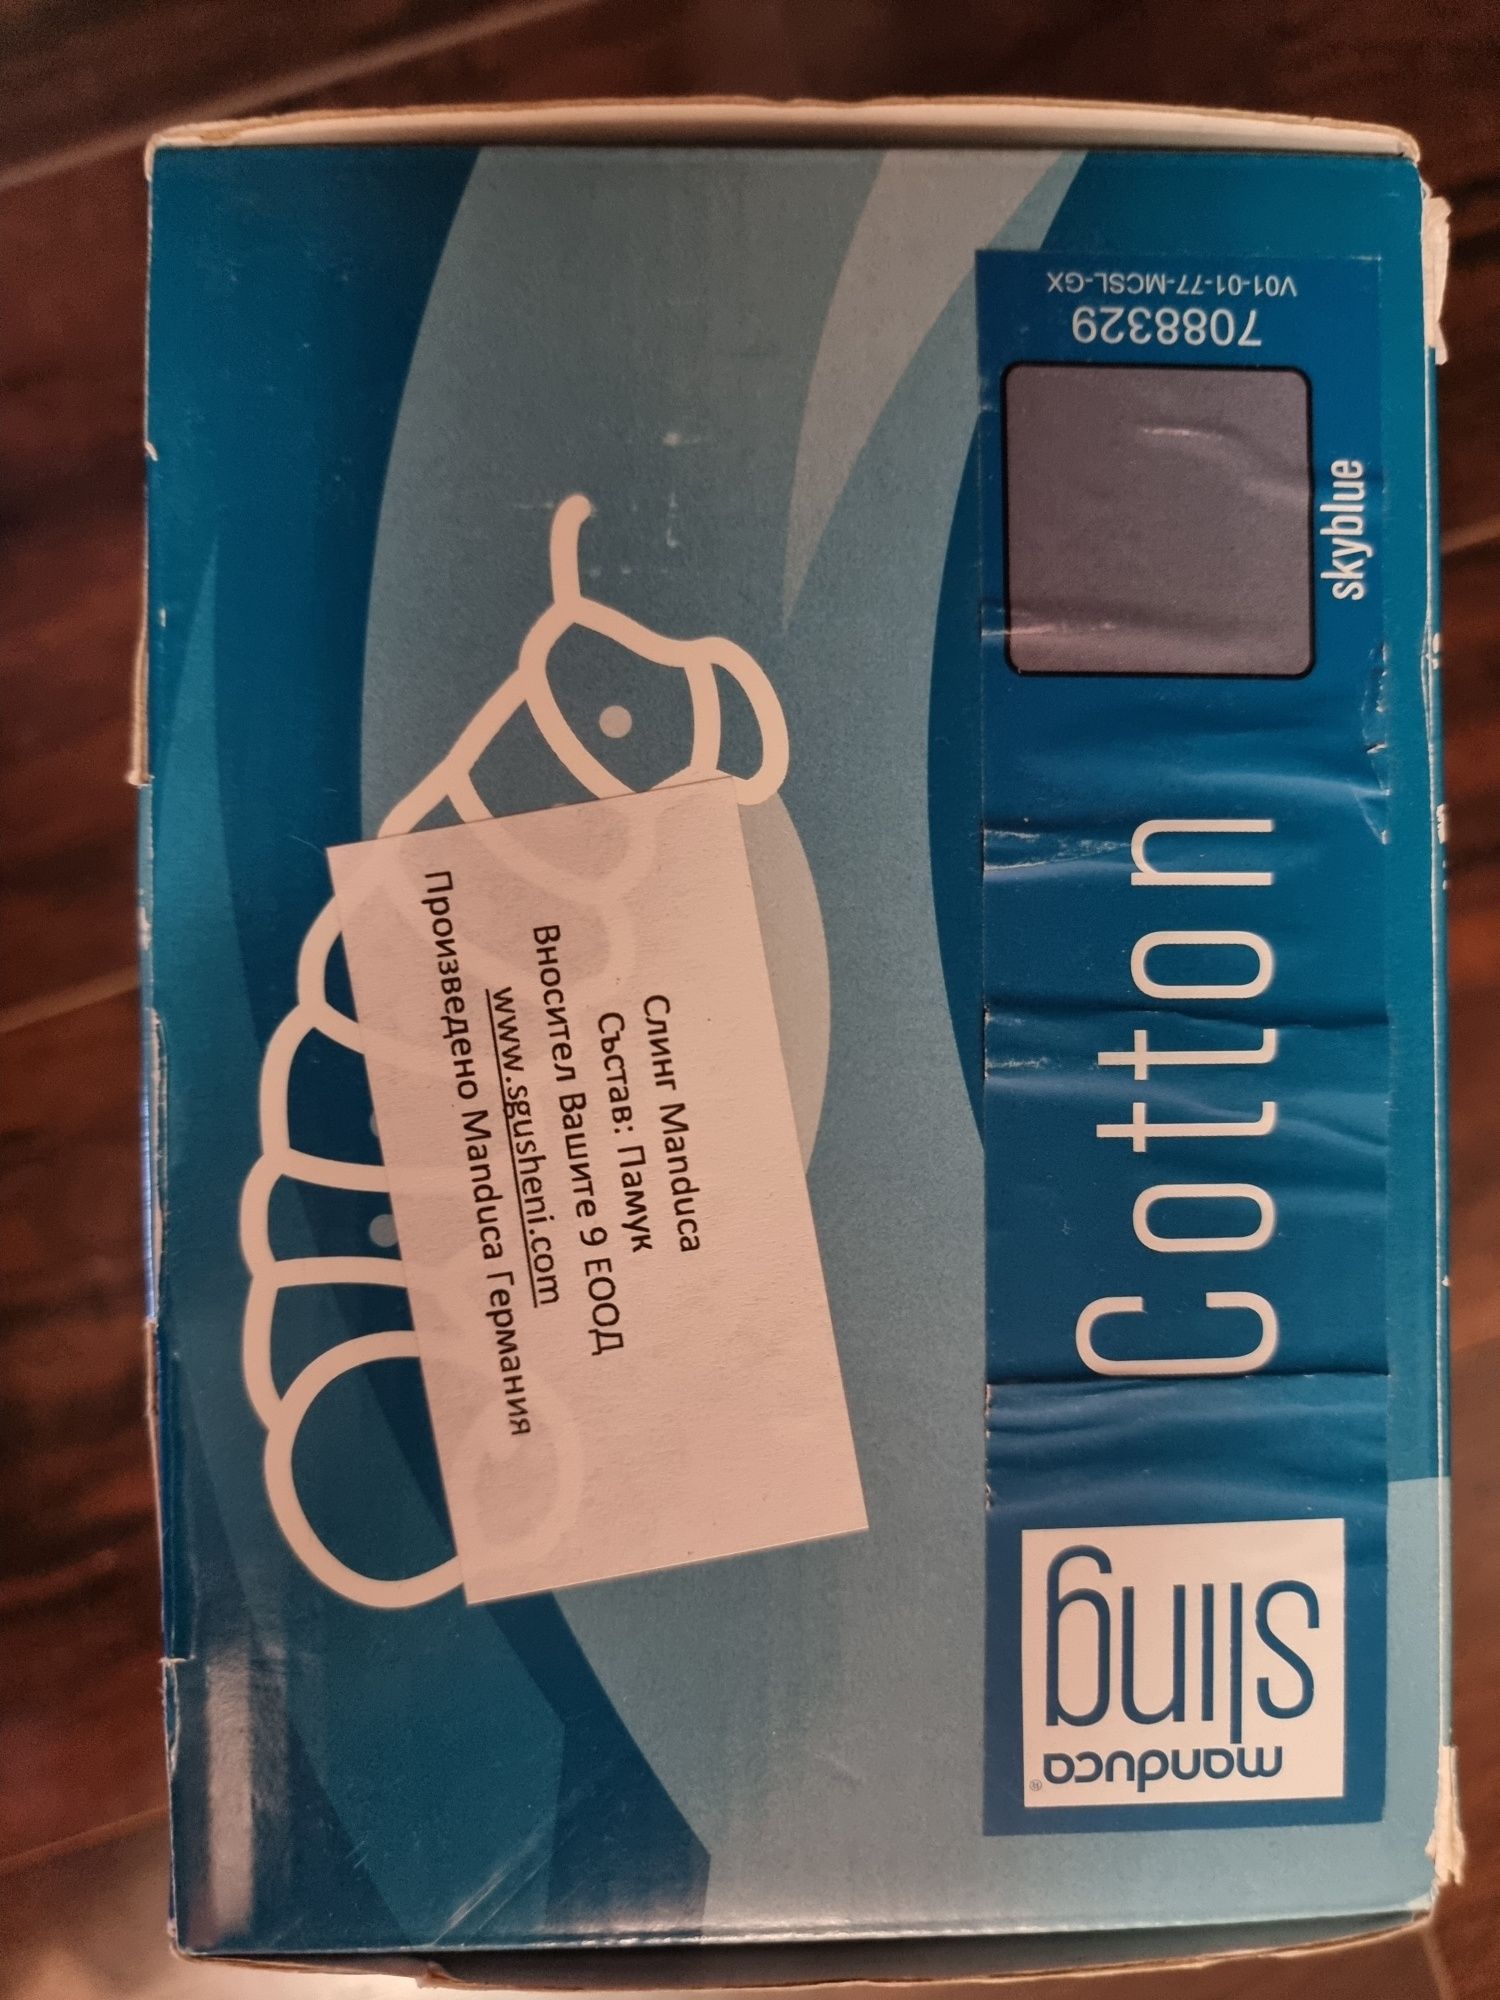 manduca®
sling
Cotton
skyblue
7088329
V01-01-77-MCSL-GX
Слинг Manduca
Състав: Памук
Вносител Вашите 9 ЕООД
www.sgusheni.com
Произведено Manduca Германия